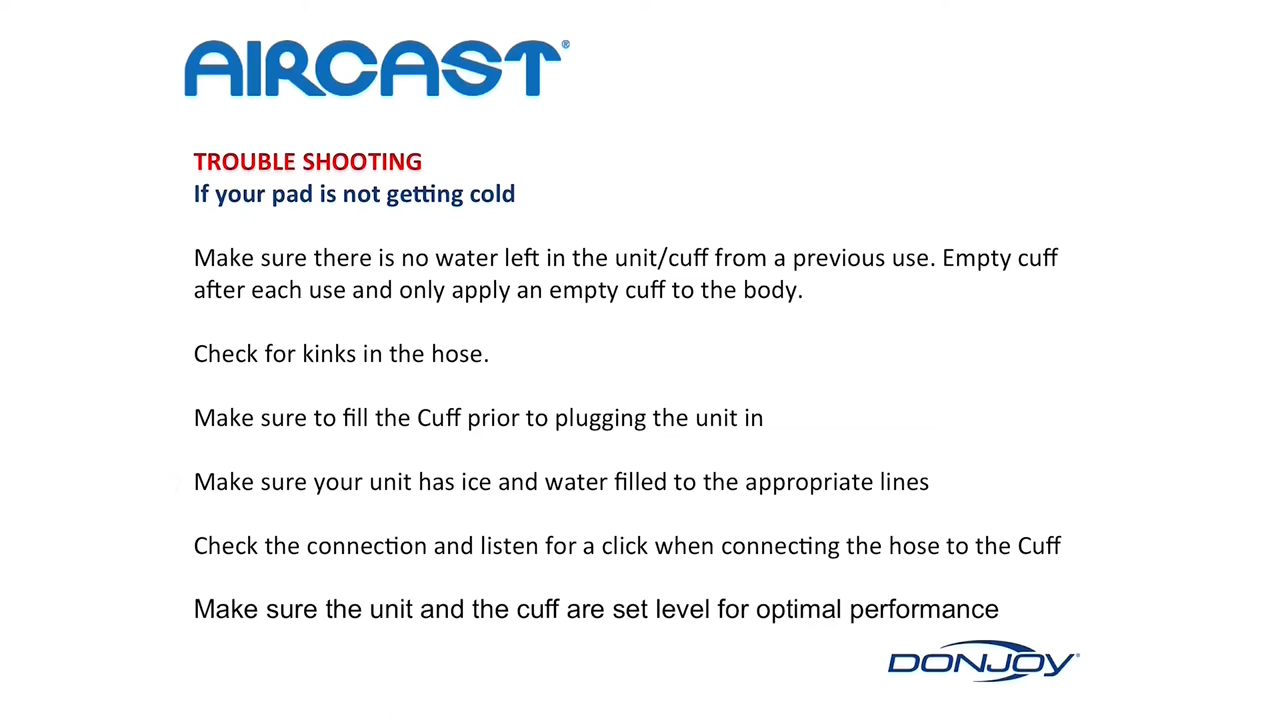 AIRCAST®
TROUBLE SHOOTING
If your pad is not getting cold
Make sure there is no water left in the unit/cuff from a previous use. Empty cuff
after each use and only apply an empty cuff to the body.
Check for kinks in the hose.
Make sure to fill the Cuff prior to plugging the unit in
Make sure your unit has ice and water filled to the appropriate lines
Check the connection and listen for a click when connecting the hose to the Cuff
Make sure the unit and the cuff are set level for optimal performance
DONJOY®